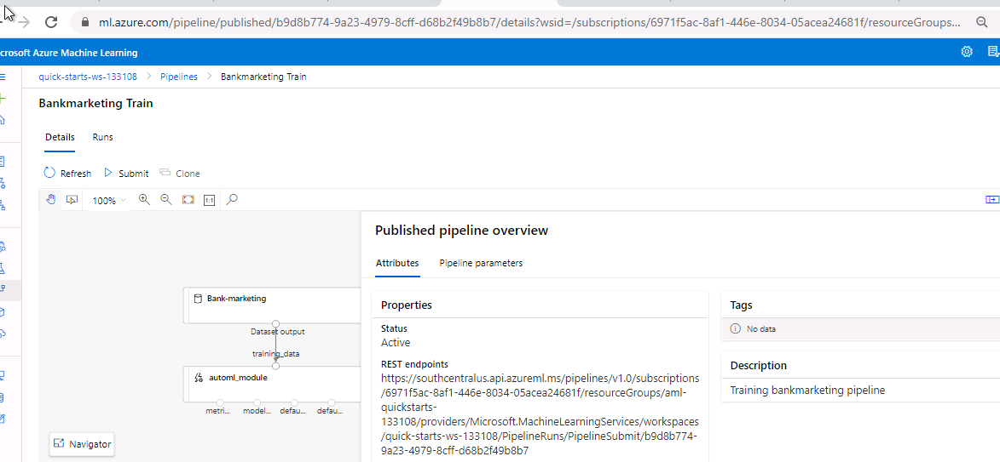 ml.azure.com/pipeline/published/b9d8b774-9a23-4979-8cff-d68b2f49b8b7/details?wsid=/subscriptions/6971f5ac-8af1-446e-8034-05acea24681f/resourceGroups...
crosoft Azure Machine Learning
quick-starts-ws-133108 > Pipelines > Bankmarketing Train
Bankmarketing Train
Details Runs
Refresh Submit Clone
100% 1:1
Published pipeline overview
Attributes Pipeline parameters
Bank-marketing
Dataset output
training_data
automl_module
metri... model... defau... defau...
Navigator
Properties
Status
Active
REST endpoints
https://southcentralus.api.azureml.ms/pipelines/v1.0/subscriptions
/6971f5ac-8af1-446e-8034-05acea24681f/resourceGroups/aml-
quickstarts-
133108/providers/Microsoft.MachineLearningServices/workspaces
/quick-starts-ws-133108/PipelineRuns/PipelineSubmit/b9d8b774-
9a23-4979-8cff-d68b2f49b8b7
Tags
No data
Description
Training bankmarketing pipeline